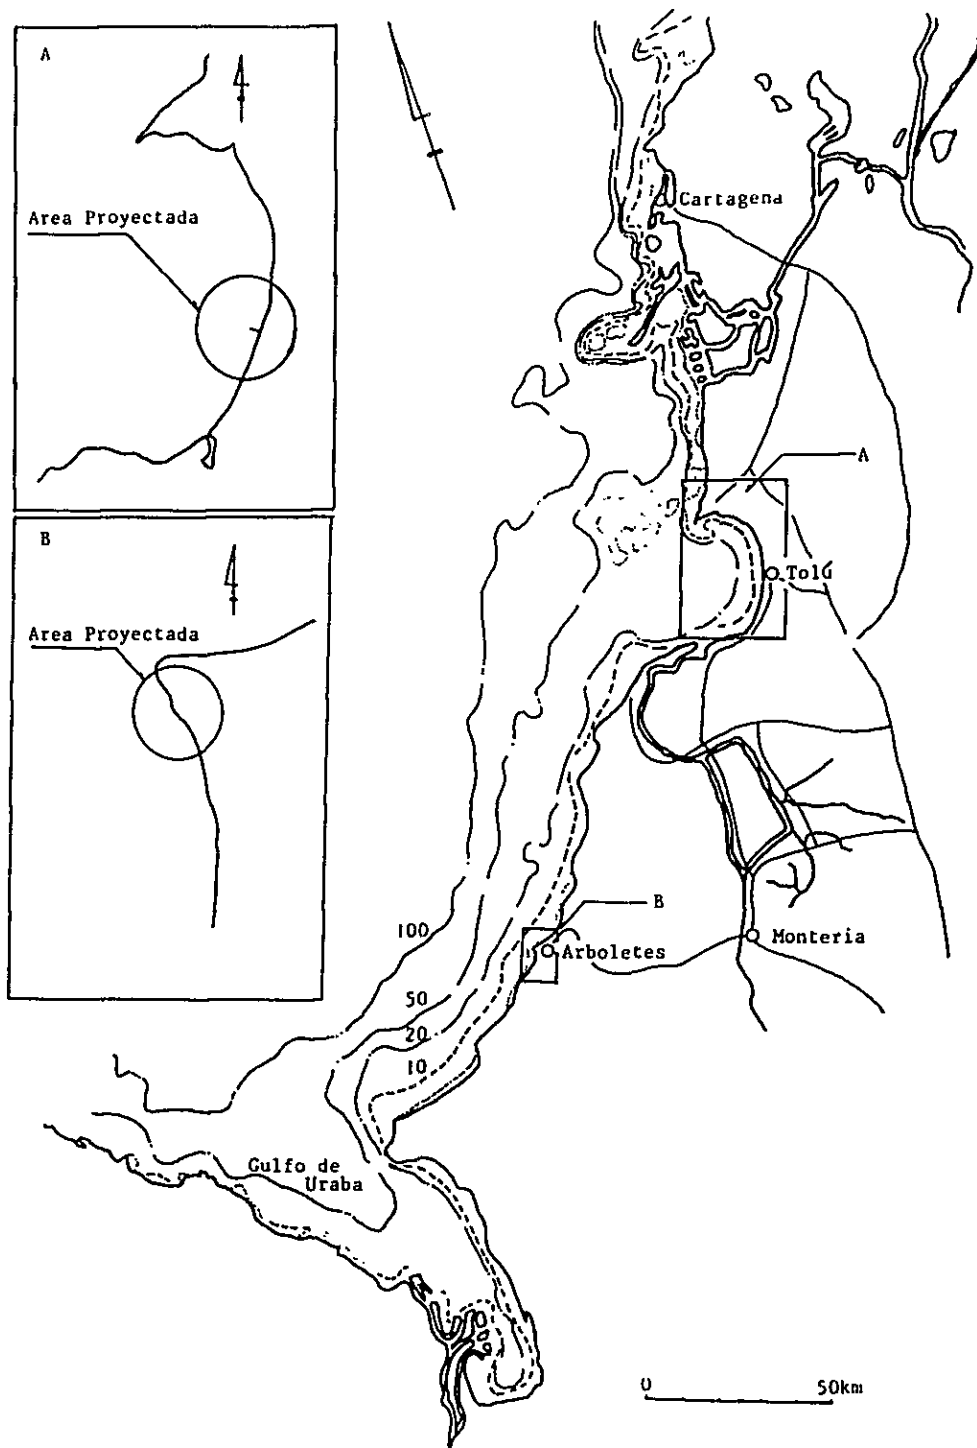 A
Area Proyectada
B
Area Proyectada
Cartagena
A
Tolú
B
Arboletes
Monteria
100
50
20
10
Gulfo de
Uraba
0
50km